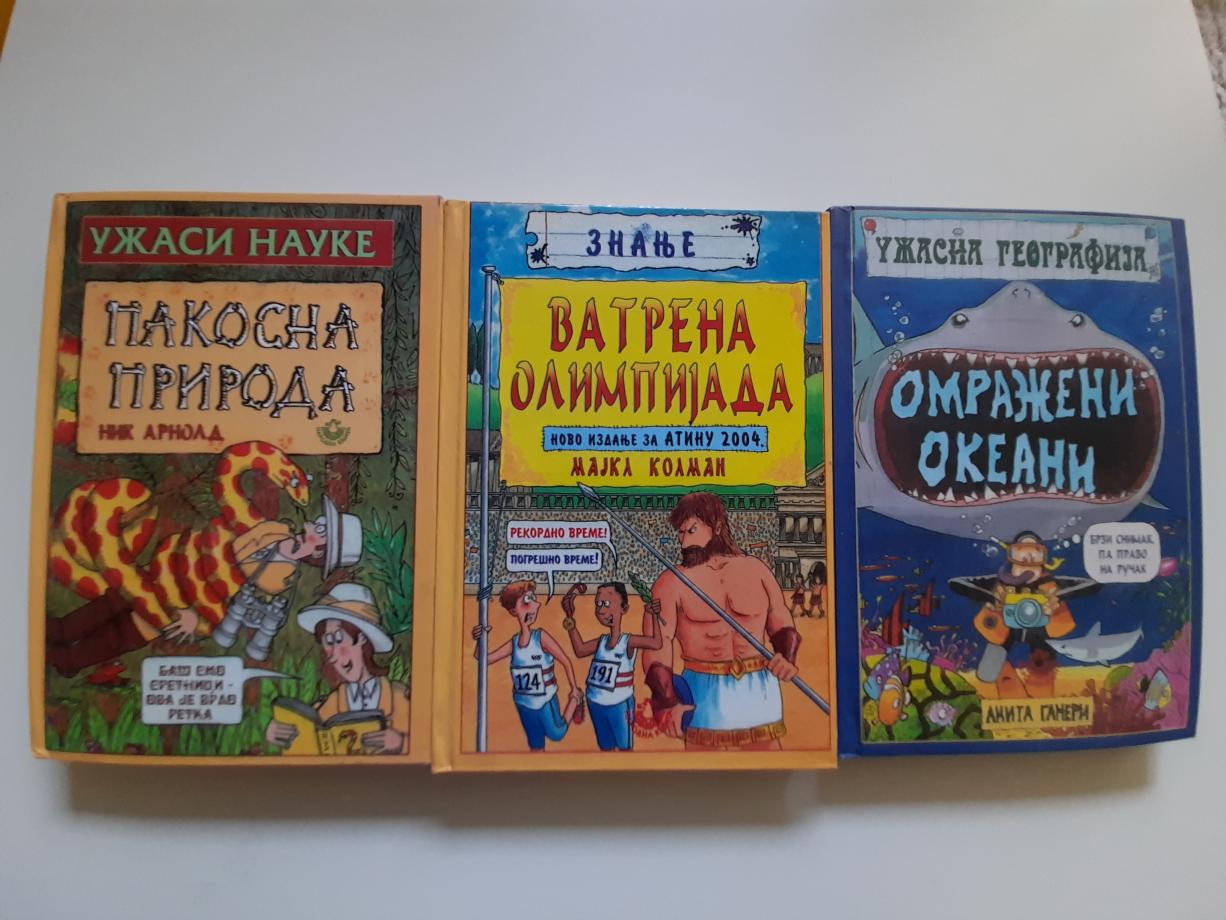 УЖАСИ НАУКЕ
ПАКОСНА
ПРИРОДА
НИК АРНОЛД
БАШ СМО
СРЕТНИЦИ -
ОВА ЈЕ ВРЛО
РЕТКА
?
ЗНАЊЕ
ВАТРЕНА
ОЛИМПИЈАДА
НОВО ИЗДАЊЕ ЗА АТИНУ 2004.
МАЈКЛ КОЛМАН
РЕКОРДНО ВРЕМЕ!
ПОГРЕШНО ВРЕМЕ!
124
191
УЖАСНА ГЕОГРАФИЈА
ОМРАЖЕНИ
ОКЕАНИ
БРЗИ СНИМАК,
ПА ПРАВО
НА РУЧАК
АНИТА ГАНЕРИ